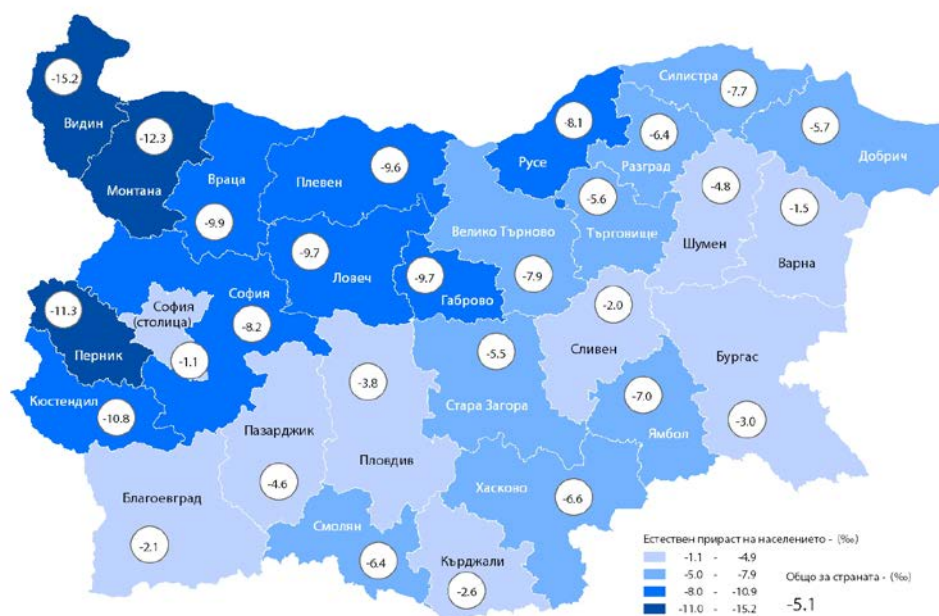 -15.2
Видин
-12.3
Монтана
Враца
-9.9
Плевен
-9.6
-8.1
Русе
Силистра
-7.7
-6.4
Разград
-5.7
Добрич
-5.6
Търговище
-4.8
Шумен
-1.5
Варна
Велико Търново
-7.9
-9.7
Ловеч
-9.7
Габрово
София
-8.2
София
(столица)
-1.1
-11.3
Перник
Кюстендил
-10.8
-2.0
Сливен
Бургас
-3.0
-5.5
Стара Загора
-7.0
Ямбол
-3.8
Пловдив
Пазарджик
-4.6
Благоевград
-2.1
Смолян
-6.4
Хасково
-6.6
Кърджали
-2.6
Естествен прираст на населението - (‰)
-1.1 - -4.9
-5.0 - -7.9
-8.0 - -10.9
-11.0 - -15.2
Общо за страната - (‰)
-5.1